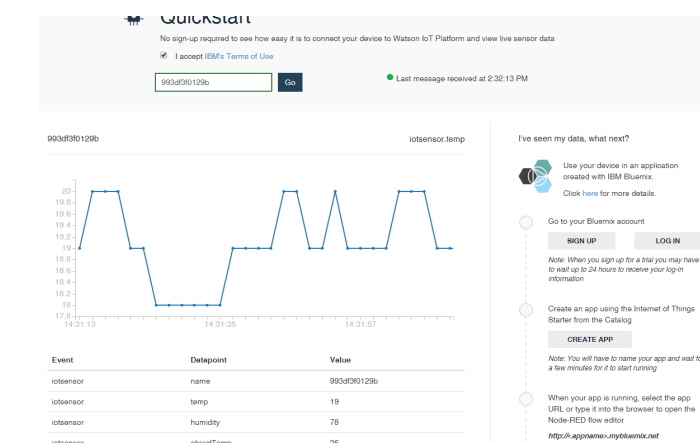 Quickstart
No sign-up required to see how easy it is to connect your device to Watson IoT Platform and view live sensor data
I accept IBM's Terms of Use
993df3f0129b
Go
Last message received at 2:32:13 PM
993df3f0129b
iotsensor.temp
20
19.8
19.6
19.4
19.2
19
18.8
18.6
18.4
18.2
18
17.8
14:31:13
14:31:35
14:31:57
Event Datapoint Value
iotsensor name 993df3f0129b
iotsensor temp 19
iotsensor humidity 78
iotsensor objectTemp 26
I've seen my data, what next?
Use your device in an application
created with IBM Bluemix.
Click here for more details.
Go to your Bluemix account
SIGN UP LOG IN
Note: When you sign up for a trial you may have
to wait up to 24 hours to receive your log-in
information
Create an app using the Internet of Things
Starter from the Catalog
CREATE APP
Note: You will have to name your app and wait fo
a few minutes for it to start running
When your app is running, select the app
URL or type it into the browser to open the
Node-RED flow editor
http://<appname>.mybluemix.net